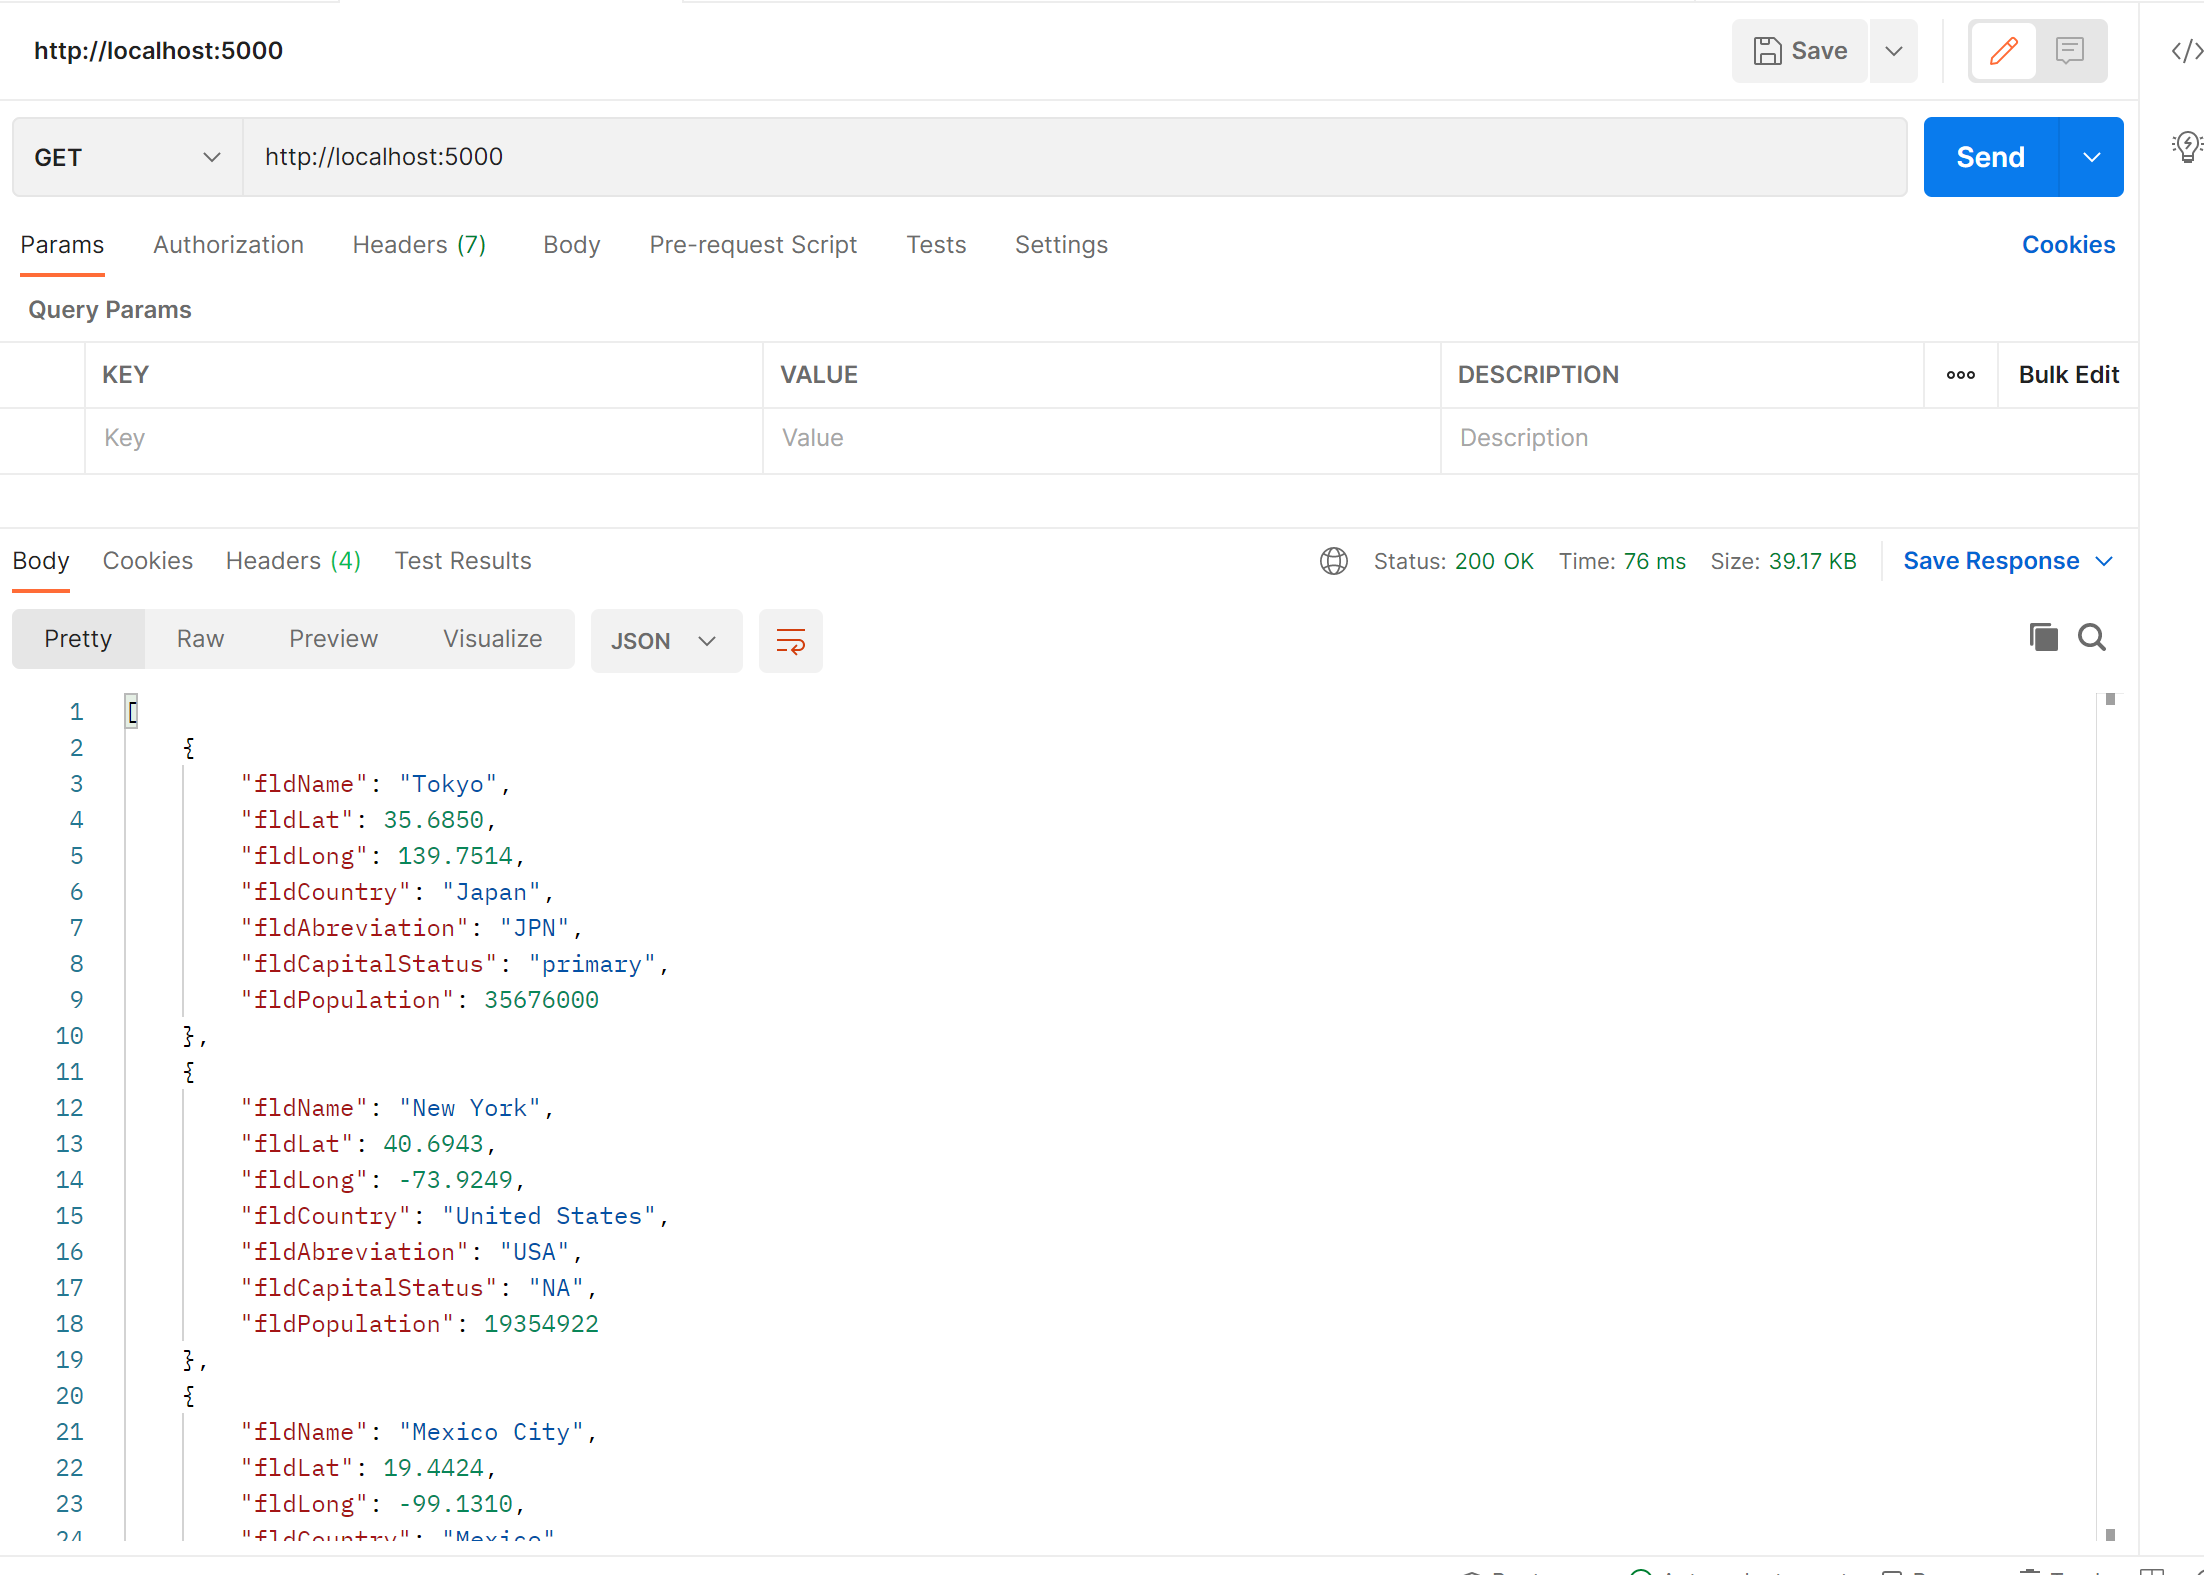 http://localhost:5000
Save
GET http://localhost:5000 Send
Params Authorization Headers (7) Body Pre-request Script Tests Settings Cookies
Query Params
KEY VALUE DESCRIPTION Bulk Edit
Key Value Description
Body Cookies Headers (4) Test Results Status: 200 OK Time: 76 ms Size: 39.17 KB Save Response
Pretty Raw Preview Visualize JSON
1 [
2 {
3 "fldName": "Tokyo",
4 "fldLat": 35.6850,
5 "fldLong": 139.7514,
6 "fldCountry": "Japan",
7 "fldAbreviation": "JPN",
8 "fldCapitalStatus": "primary",
9 "fldPopulation": 35676000
10 },
11 {
12 "fldName": "New York",
13 "fldLat": 40.6943,
14 "fldLong": -73.9249,
15 "fldCountry": "United States",
16 "fldAbreviation": "USA",
17 "fldCapitalStatus": "NA",
18 "fldPopulation": 19354922
19 },
20 {
21 "fldName": "Mexico City",
22 "fldLat": 19.4424,
23 "fldLong": -99.1310,
24 "fldCountry": "Mexico"